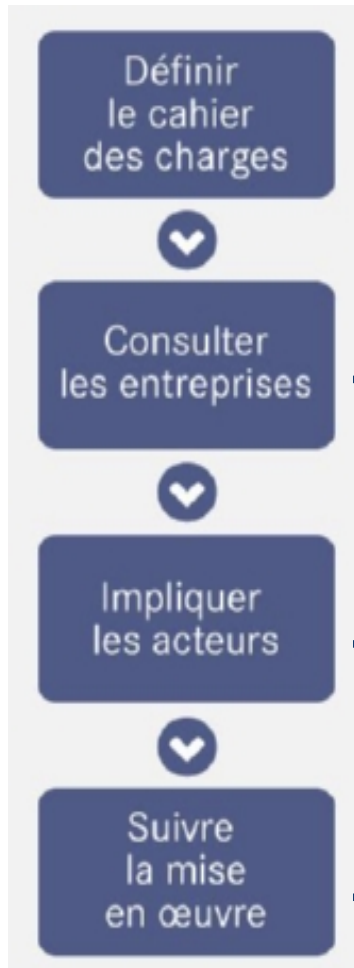 Définir
le cahier
des charges
Consulter
les entreprises
Impliquer
les acteurs
Suivre
la mise
en œuvre